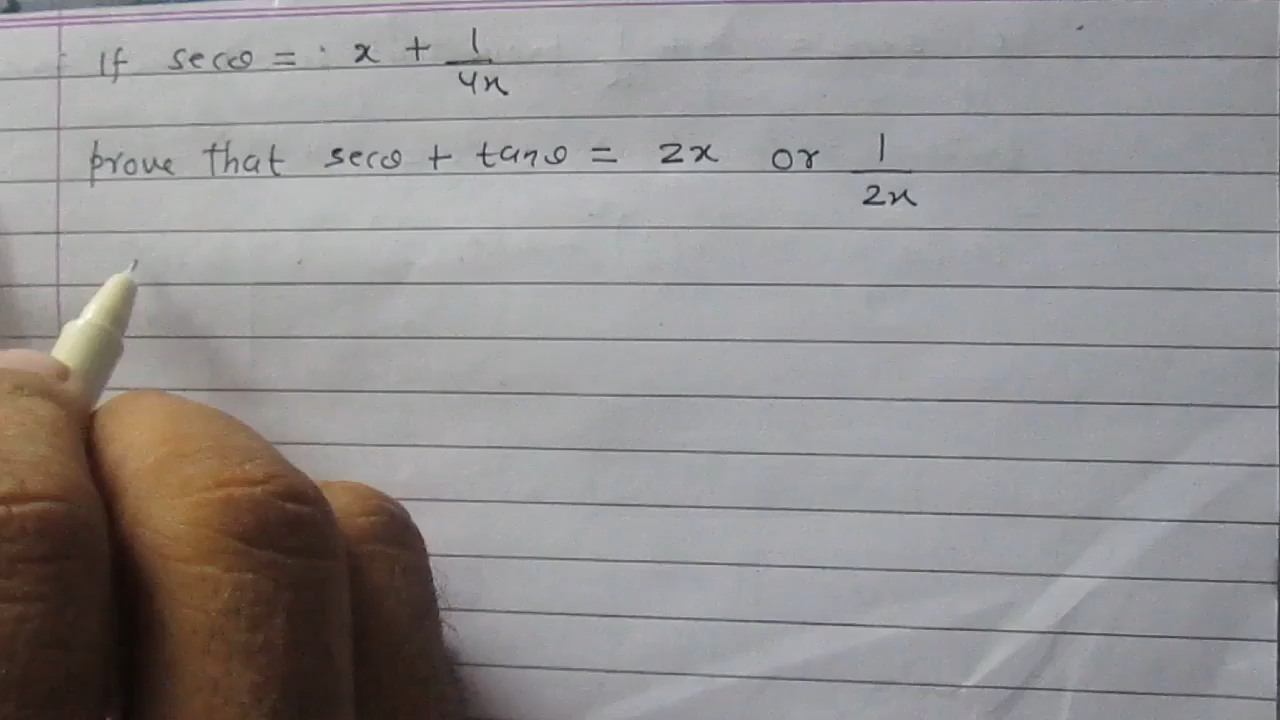 If secθ = x + 1/4x
prove that secθ + tanθ = 2x or 1/2x